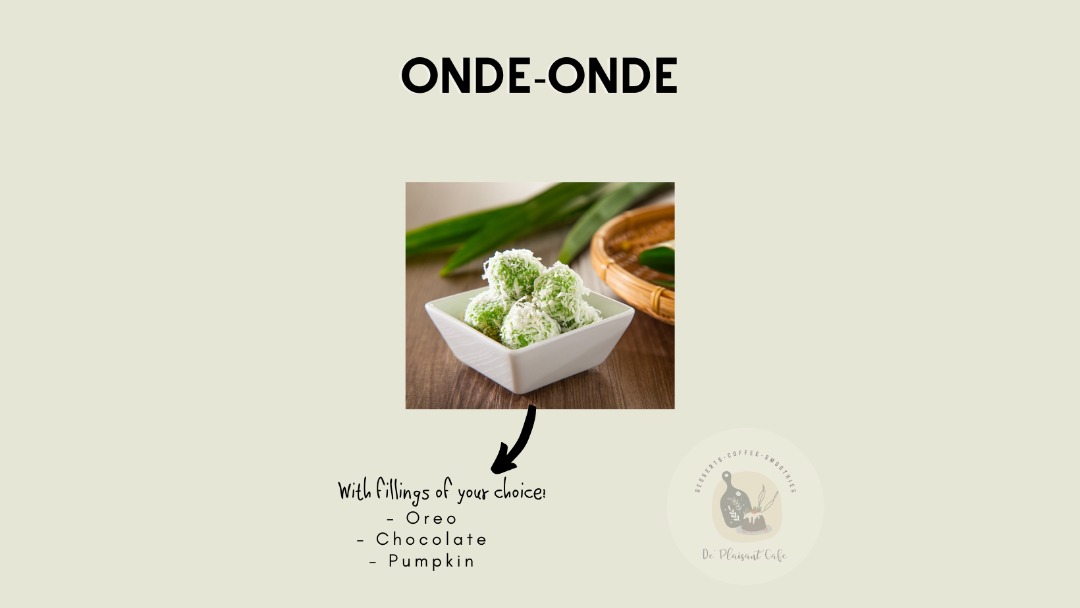 ONDE-ONDE
With fillings of your choice!
- Oreo
- Chocolate
- Pumpkin
DESSERTS·COFFEE·SMOOTHIES
De' Plaisant Cafe